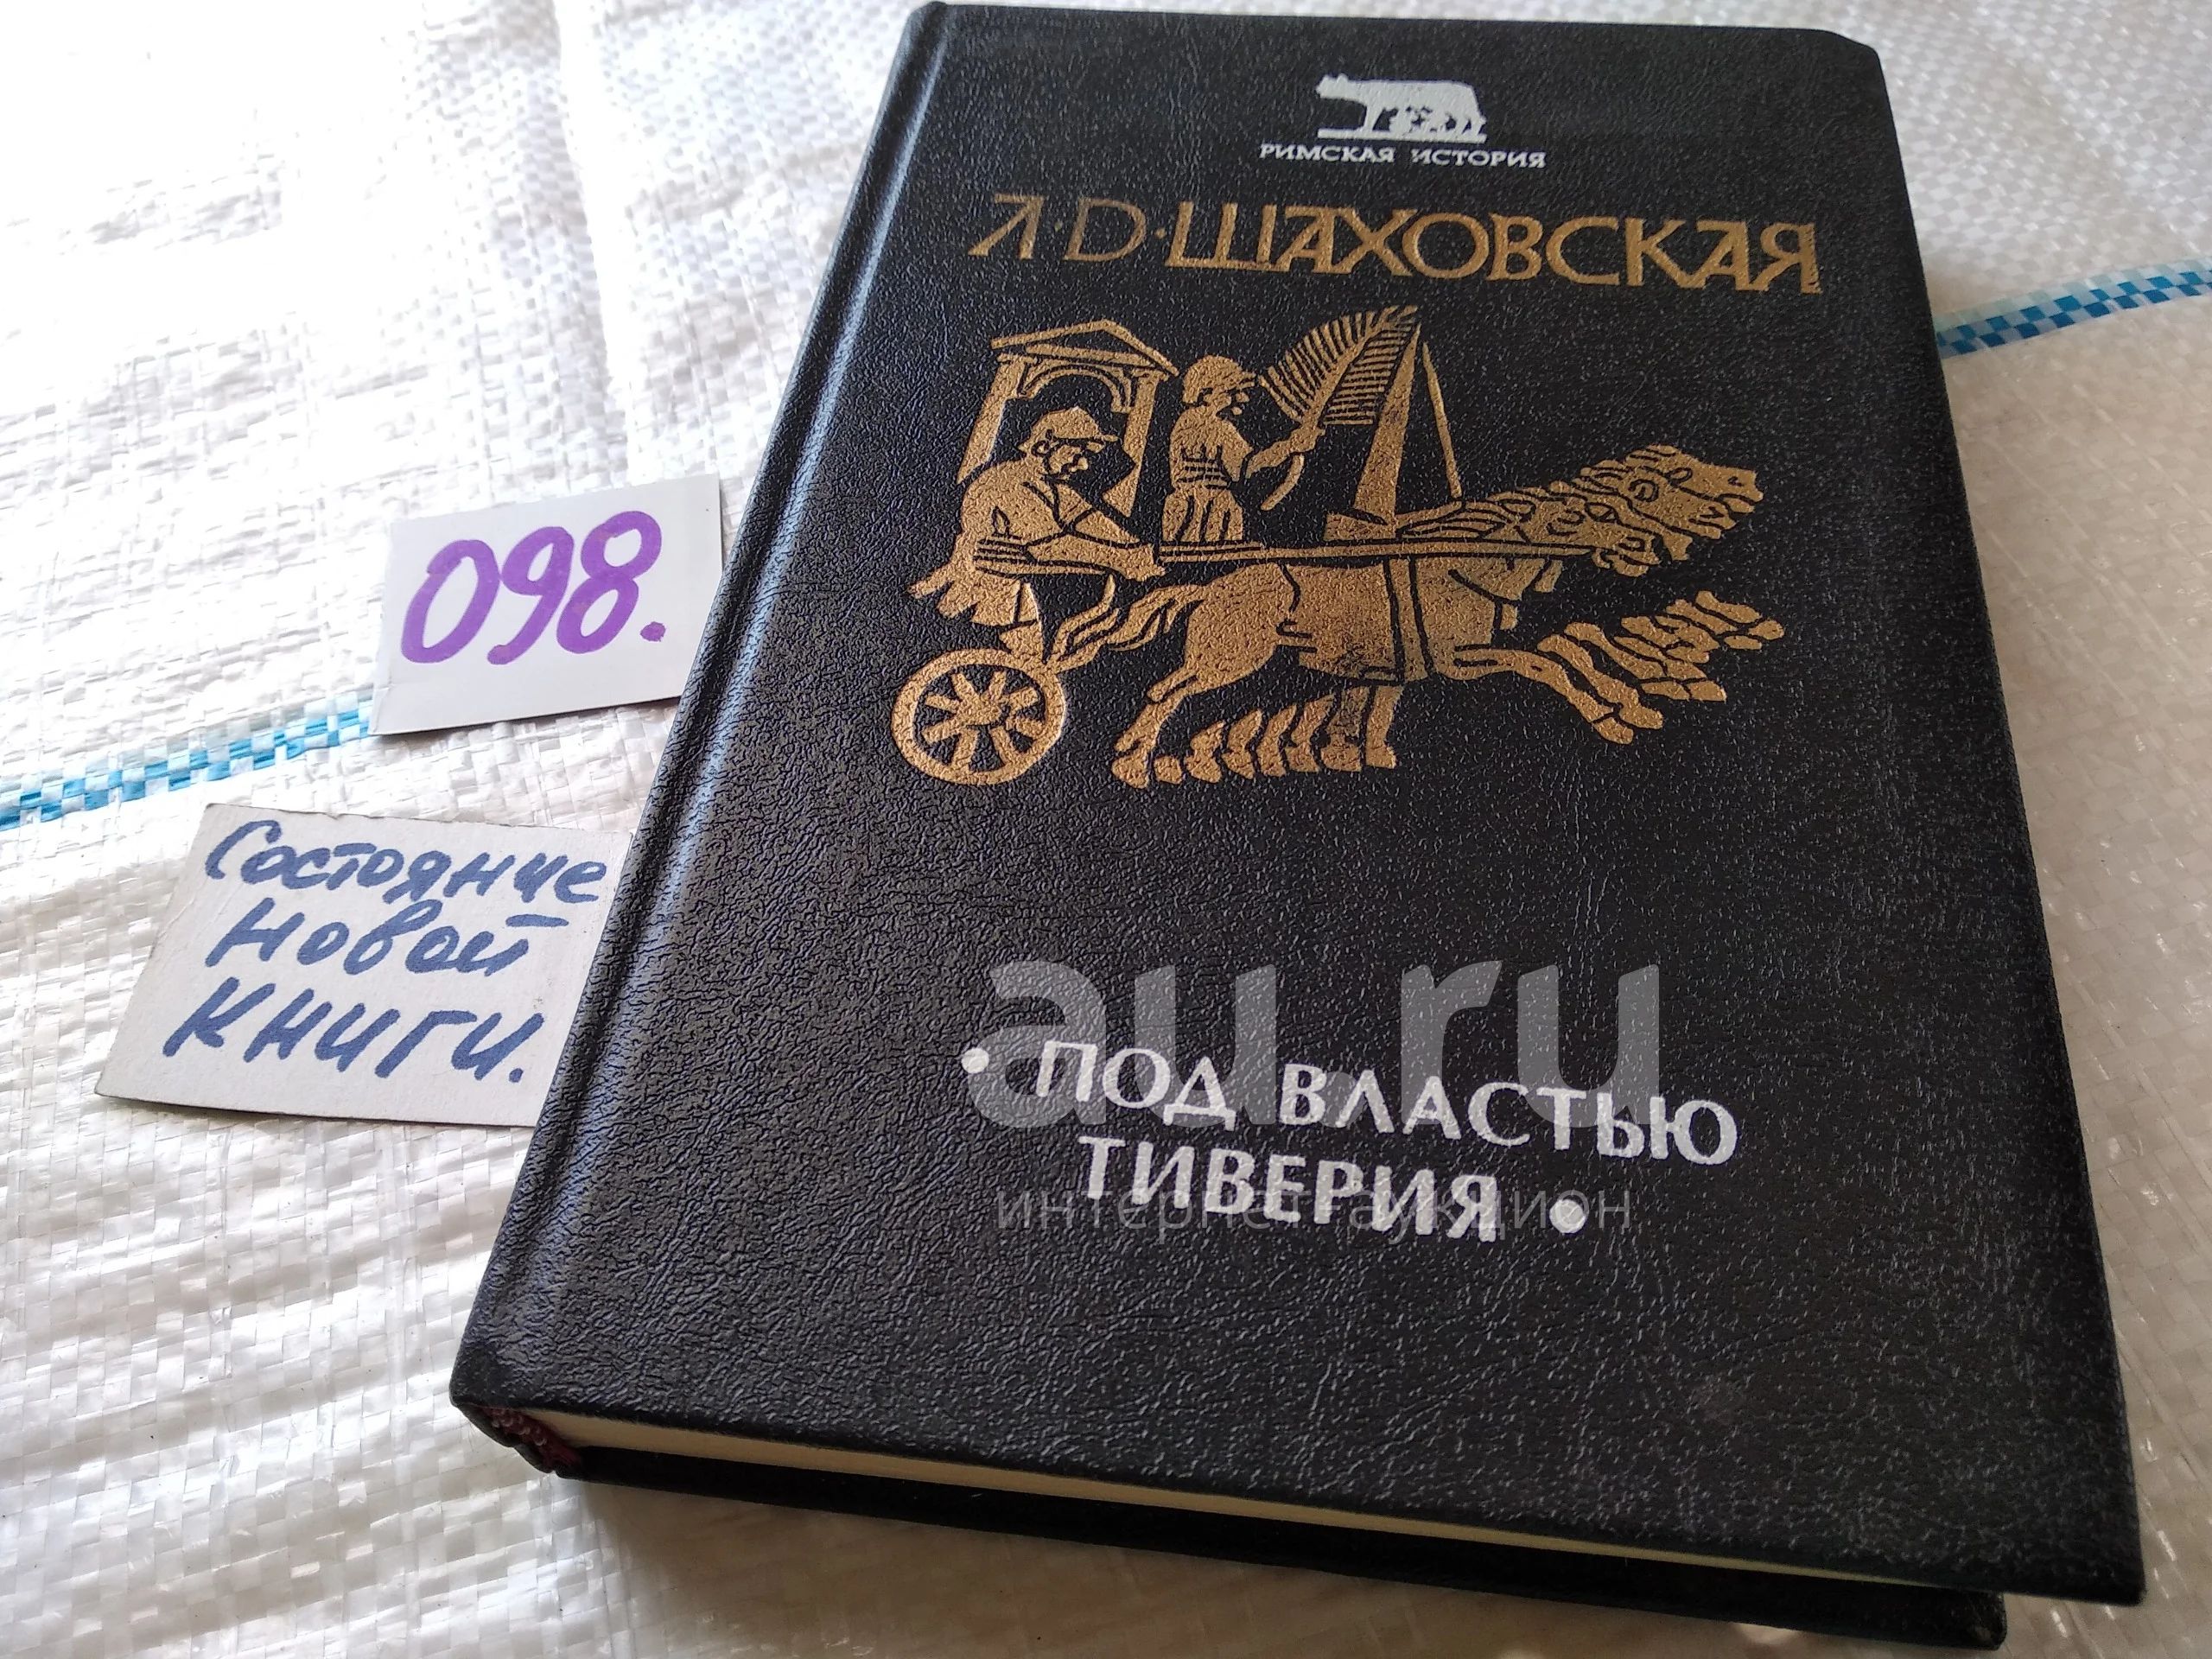 РИМСКАЯ ИСТОРИЯ
Л·D·ШАХОВСКАЯ
098.
Состояние
новой
книги.
au.ru
• ПОД ВЛАСТЬЮ
ТИВЕРИЯ •
интернет-аукцион